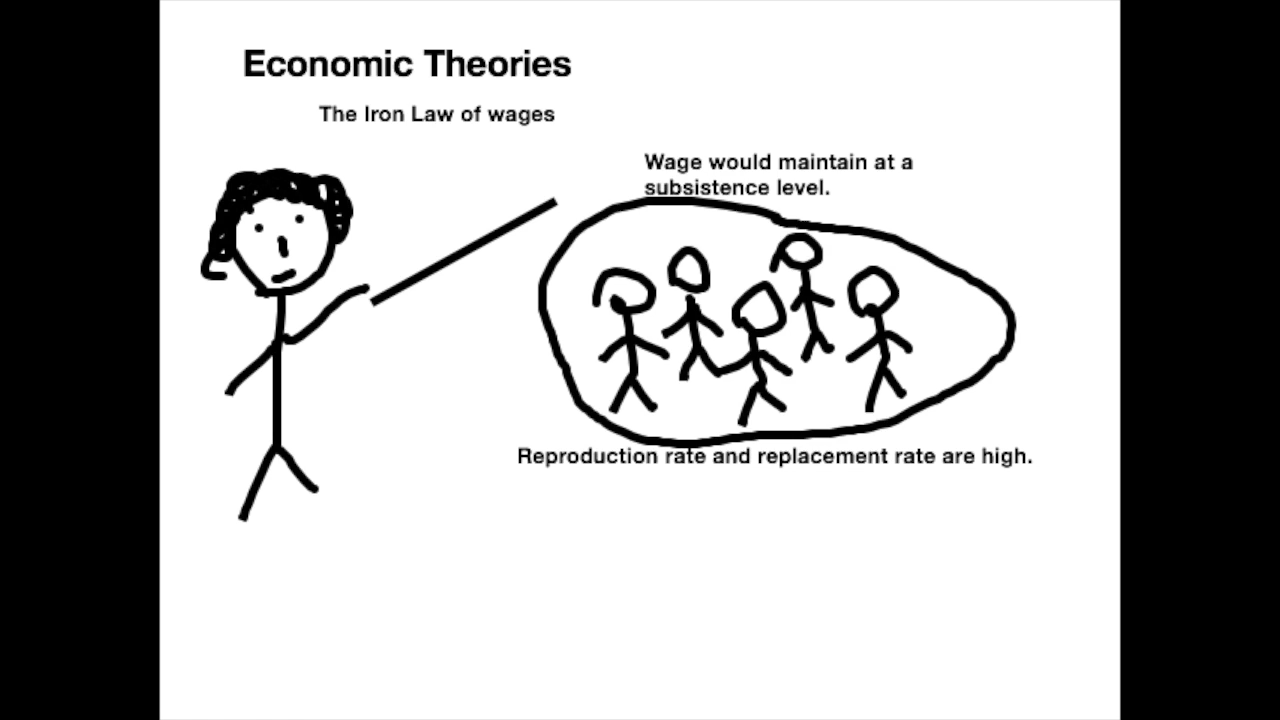 Economic Theories
The Iron Law of wages
Wage would maintain at a
subsistence level.
Reproduction rate and replacement rate are high.